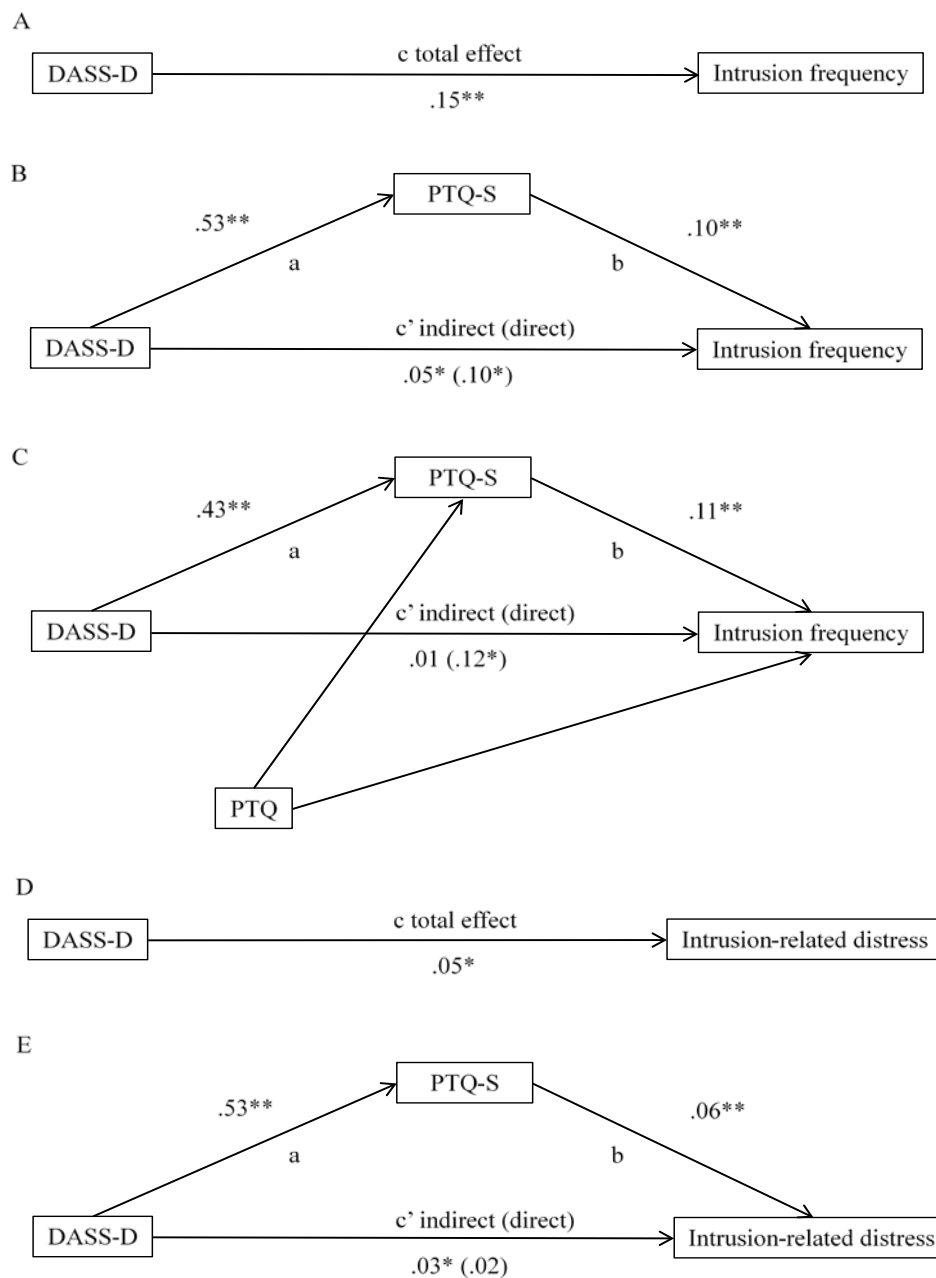 A
c total effect
DASS-D
Intrusion frequency
.15**
B
PTQ-S
.53**
.10**
a
b
c’ indirect (direct)
DASS-D
Intrusion frequency
.05* (.10*)
C
PTQ-S
.43**
.11**
a
b
c’ indirect (direct)
DASS-D
Intrusion frequency
.01 (.12*)
PTQ
D
c total effect
DASS-D
Intrusion-related distress
.05*
E
PTQ-S
.53**
.06**
a
b
c’ indirect (direct)
DASS-D
Intrusion-related distress
.03* (.02)